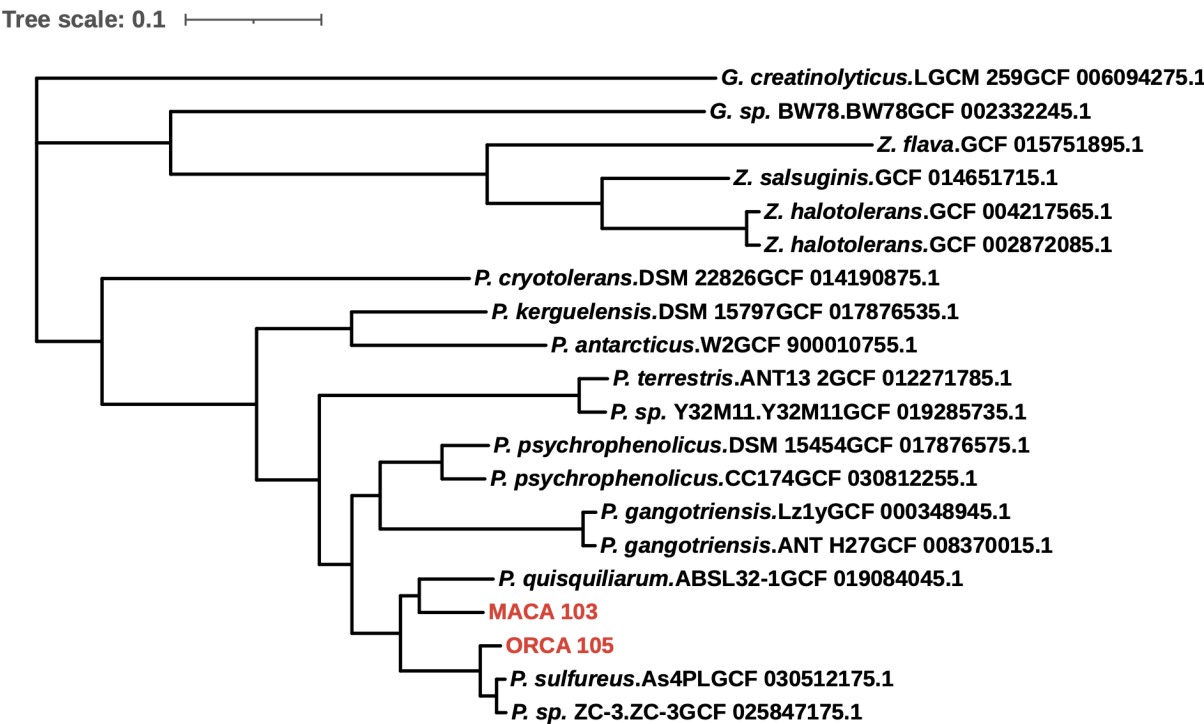 Tree scale: 0.1
G. creatinolyticus.LGCM 259GCF 006094275.1
G. sp. BW78.BW78GCF 002332245.1
Z. flava.GCF 015751895.1
Z. salsuginis.GCF 014651715.1
Z. halotolerans.GCF 004217565.1
Z. halotolerans.GCF 002872085.1
P. cryotolerans.DSM 22826GCF 014190875.1
P. kerguelensis.DSM 15797GCF 017876535.1
P. antarcticus.W2GCF 900010755.1
P. terrestris.ANT13 2GCF 012271785.1
P. sp. Y32M11.Y32M11GCF 019285735.1
P. psychrophenolicus.DSM 15454GCF 017876575.1
P. psychrophenolicus.CC174GCF 030812255.1
P. gangotriensis.Lz1yGCF 000348945.1
P. gangotriensis.ANT H27GCF 008370015.1
P. quisquiliarum.ABSL32-1GCF 019084045.1
MACA 103
ORCA 105
P. sulfureus.As4PLGCF 030512175.1
P. sp. ZC-3.ZC-3GCF 025847175.1